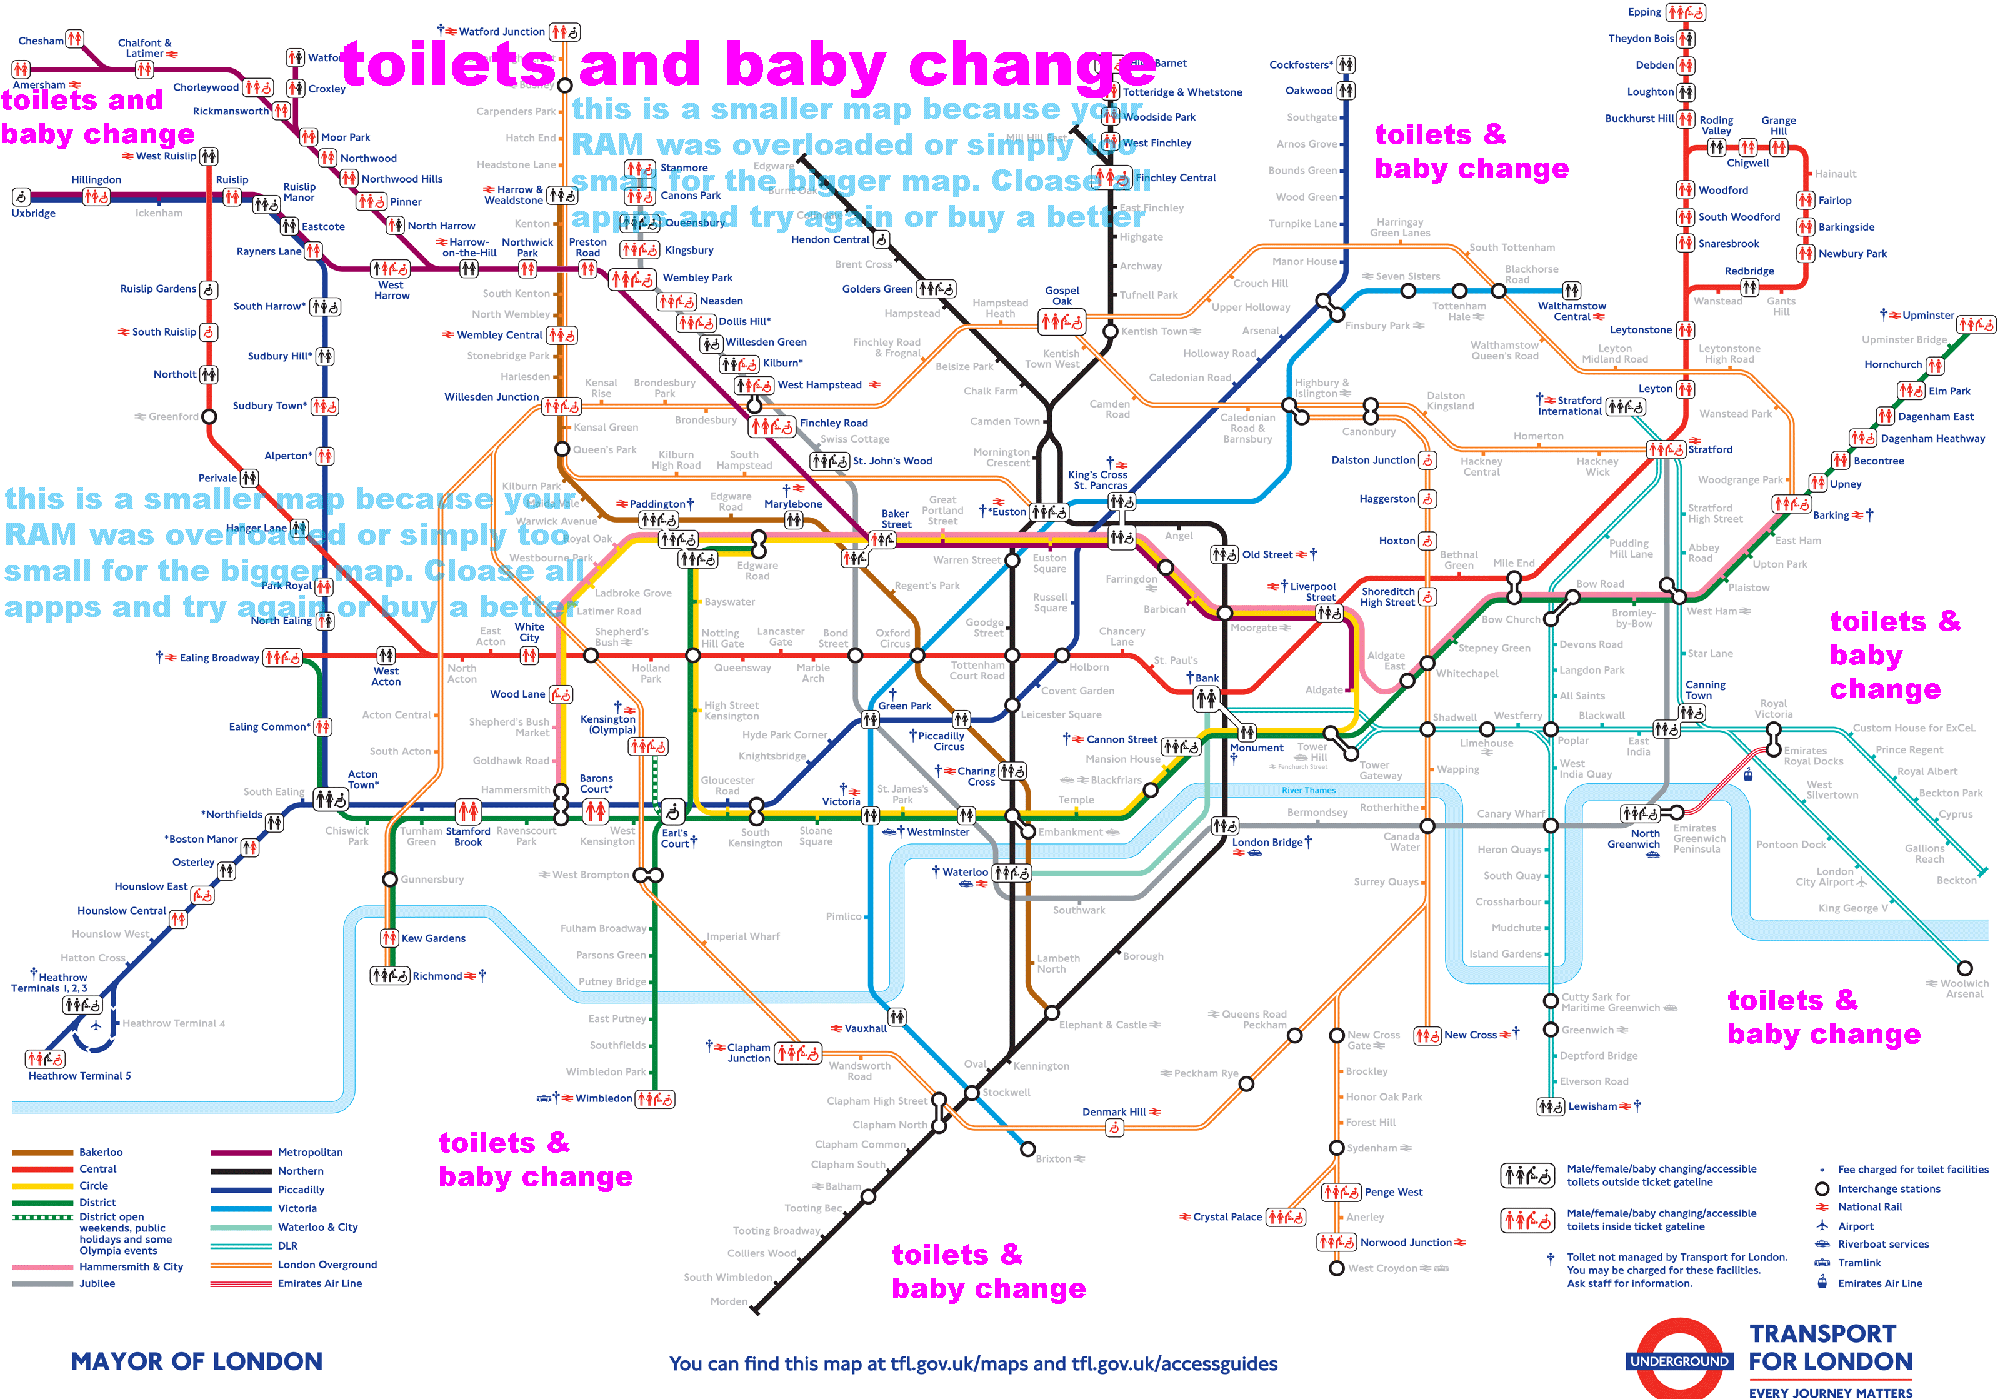 toilets and baby change
toilets and
baby change
this is a smaller map because your
RAM was overloaded or simply too
small for the bigger map. Cloase all
appps and try again or buy a better
toilets &
baby change
this is a smaller map because your
RAM was overloaded or simply too
small for the bigger map. Cloase all
appps and try again or buy a better
toilets &
baby
change
toilets &
baby change
toilets &
baby change
toilets &
baby change
Chesham
Chalfont &
Latimer
Amersham
Chorleywood
Rickmansworth
Croxley
Moor Park
Northwood
Northwood Hills
Pinner
North Harrow
Harrow-
on-the-Hill
Northwick
Park
Preston
Road
Wembley Park
West Ruislip
Hillingdon
Ruislip
Ruislip
Manor
Uxbridge
Ickenham
Eastcote
Rayners Lane
West
Harrow
Ruislip Gardens
South Ruislip
Northolt
Greenford
Perivale
Hanger Lane
South Harrow*
Sudbury Hill*
Sudbury Town*
Alperton*
Park Royal
North Ealing
†Watford Junction
Bushey
Carpenders Park
Hatch End
Headstone Lane
Harrow &
Wealdstone
Kenton
South Kenton
North Wembley
Wembley Central
Stonebridge Park
Harlesden
Willesden Junction
Kensal Green
Queen's Park
Kilburn Park
Maida Vale
Warwick Avenue
Royal Oak
Westbourne Park
Ladbroke Grove
Latimer Road
Stanmore
Canons Park
Queensbury
Kingsbury
Neasden
Dollis Hill*
Willesden Green
Kilburn*
West Hampstead
Finchley Road
Swiss Cottage
St. John's Wood
Kensal
Rise
Brondesbury
Park
Brondesbury
Kilburn
High Road
South
Hampstead
Edgware
Burnt Oak
Colindale
Hendon Central
Brent Cross
Golders Green
Hampstead
Belsize Park
Chalk Farm
Camden Town
Mornington
Crescent
Mill Hill East
Totteridge & Whetstone
Woodside Park
West Finchley
Finchley Central
East Finchley
Highgate
Archway
Tufnell Park
Kentish Town
Gospel
Oak
Hampstead
Heath
Finchley Road
& Frognal
Kentish
Town West
Camden
Road
Cockfosters*
Oakwood
Southgate
Arnos Grove
Bounds Green
Wood Green
Turnpike Lane
Manor House
Harringay
Green Lanes
South Tottenham
Crouch Hill
Upper Holloway
Seven Sisters
Tottenham
Hale
Blackhorse
Road
Walthamstow
Central
Finsbury Park
Arsenal
Holloway Road
Caledonian Road
Walthamstow
Queen's Road
Leyton
Midland Road
Leytonstone
High Road
Wanstead Park
Woodgrange Park
Highbury &
Islington
Caledonian
Road &
Barnsbury
Canonbury
Dalston
Kingsland
Hackney
Central
Homerton
Hackney
Wick
Epping
Theydon Bois
Debden
Loughton
Buckhurst Hill
Roding
Valley
Grange
Hill
Chigwell
Hainault
Fairlop
Barkingside
Newbury Park
Redbridge
Wanstead
Gants
Hill
Woodford
South Woodford
Snaresbrook
Leytonstone
Leyton
†Stratford
International
Stratford
†Upminster
Upminster Bridge
Hornchurch
Elm Park
Dagenham East
Dagenham Heathway
Becontree
Upney
Barking†
East Ham
Upton Park
Plaistow
West Ham
Bromley-
by-Bow
Bow Road
Bow Church
Mile End
Pudding
Mill Lane
Stratford
High Street
Abbey
Road
Star Lane
Canning
Town
Dalston Junction
Haggerston
Hoxton
Shoreditch
High Street
Bethnal
Green
Stepney Green
Whitechapel
Aldgate
East
Aldgate
†Liverpool
Street
Moorgate
Barbican
Farringdon
Old Street†
Angel
†
King's Cross
St. Pancras
†*Euston
Euston
Square
Warren Street
Great
Portland
Street
Baker
Street
†
Marylebone
Edgware
Road
Paddington†
Edgware
Road
Bayswater
Regent's Park
Russell
Square
Goodge
Street
Oxford
Circus
Bond
Street
Lancaster
Gate
Notting
Hill Gate
Queensway
Marble
Arch
Tottenham
Court Road
Holborn
Chancery
Lane
St. Paul's
†Bank
Monument
†
Covent Garden
Leicester Square
†Piccadilly
Circus
†
Green Park
Hyde Park Corner
Knightsbridge
High Street
Kensington
Gloucester
Road
South
Kensington
Sloane
Square
†
Victoria
St. James's
Park
†Westminster
†Charing
Cross
Embankment
Temple
Blackfriars
Mansion House
†Cannon Street
Tower
Hill
Fenchurch Street
Tower
Gateway
Shadwell
Limehouse
Westferry
Poplar
Blackwall
East
India
All Saints
Langdon Park
Devons Road
West
India Quay
Canary Wharf
Heron Quays
South Quay
Crossharbour
Mudchute
Island Gardens
Cutty Sark for
Maritime Greenwich
Greenwich
Deptford Bridge
Elverson Road
Lewisham†
Royal
Victoria
Custom House for ExCeL
Prince Regent
Royal Albert
Beckton Park
Cyprus
Gallions
Reach
Beckton
Emirates
Royal Docks
Emirates
Greenwich
Peninsula
North
Greenwich
West
Silvertown
Pontoon Dock
London
City Airport
King George V
Woolwich
Arsenal
River Thames
Bermondsey
London Bridge†
†Waterloo
Southwark
Wapping
Rotherhithe
Canada
Water
Surrey Quays
Borough
Elephant & Castle
Lambeth
North
Kennington
Oval
Stockwell
Brixton
Pimlico
Vauxhall
Clapham High Street
Clapham North
Clapham Common
Clapham South
Balham
Tooting Bec
Tooting Broadway
Colliers Wood
South Wimbledon
Morden
Wandsworth
Road
†Clapham
Junction
Imperial Wharf
Denmark Hill
Peckham Rye
Queens Road
Peckham
New Cross
Gate
New Cross†
Brockley
Honor Oak Park
Forest Hill
Sydenham
Crystal Palace
Penge West
Anerley
Norwood Junction
West Croydon
†Ealing Broadway
West
Acton
North
Acton
East
Acton
White
City
Shepherd's
Bush
Holland
Park
Wood Lane
Shepherd's Bush
Market
Goldhawk Road
Hammersmith
†
Kensington
(Olympia)
Barons
Court*
Earl's
Court†
West
Kensington
West Brompton
Fulham Broadway
Parsons Green
Putney Bridge
East Putney
Southfields
Wimbledon Park
†Wimbledon
Acton Central
South Acton
Ealing Common*
Acton
Town*
South Ealing
*Northfields
*Boston Manor
Osterley
Hounslow East
Hounslow Central
Hounslow West
Hatton Cross
†Heathrow
Terminals 1, 2, 3
Heathrow Terminal 4
Heathrow Terminal 5
Chiswick
Park
Turnham
Green
Stamford
Brook
Ravenscourt
Park
Gunnersbury
Kew Gardens
Richmond†
Bakerloo
Central
Circle
District
District open
weekends, public
holidays and some
Olympia events
Hammersmith & City
Jubilee
Metropolitan
Northern
Piccadilly
Victoria
Waterloo & City
DLR
London Overground
Emirates Air Line
Male/female/baby changing/accessible
toilets outside ticket gateline
Male/female/baby changing/accessible
toilets inside ticket gateline
† Toilet not managed by Transport for London.
You may be charged for these facilities.
Ask staff for information.
* Fee charged for toilet facilities
Interchange stations
National Rail
Airport
Riverboat services
Tramlink
Emirates Air Line
MAYOR OF LONDON
You can find this map at tfl.gov.uk/maps and tfl.gov.uk/accessguides
UNDERGROUND
TRANSPORT
FOR LONDON
EVERY JOURNEY MATTERS